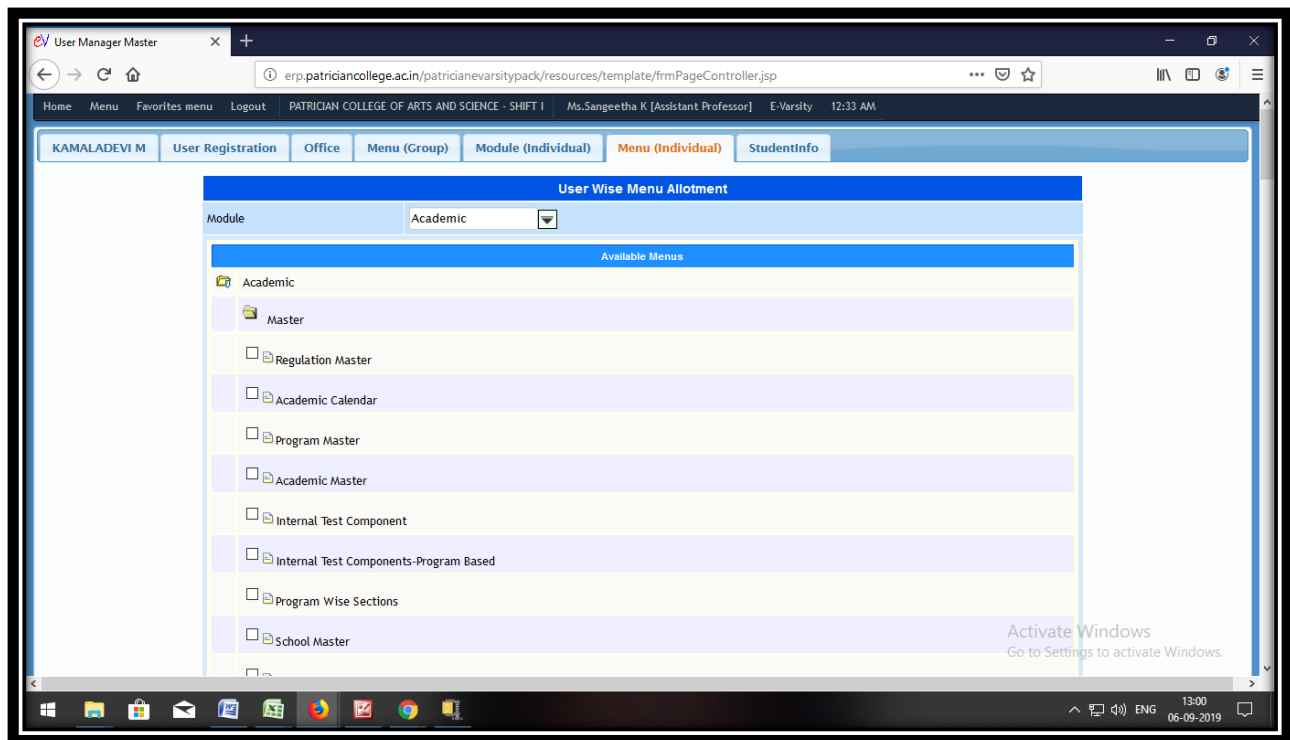 eV User Manager Master
erp.patriciancollege.ac.in/patricianevarsitypack/resources/template/frmPageController.jsp
Home Menu Favorites menu Logout PATRICIAN COLLEGE OF ARTS AND SCIENCE - SHIFT I Ms.Sangeetha K [Assistant Professor] E-Varsity 12:33 AM
KAMALADEVI M User Registration Office Menu (Group) Module (Individual) Menu (Individual) StudentInfo
User Wise Menu Allotment
Module Academic
Available Menus
Academic
Master
Regulation Master
Academic Calendar
Program Master
Academic Master
Internal Test Component
Internal Test Components-Program Based
Program Wise Sections
School Master
Activate Windows
Go to Settings to activate Windows.
ENG 13:00
06-09-2019